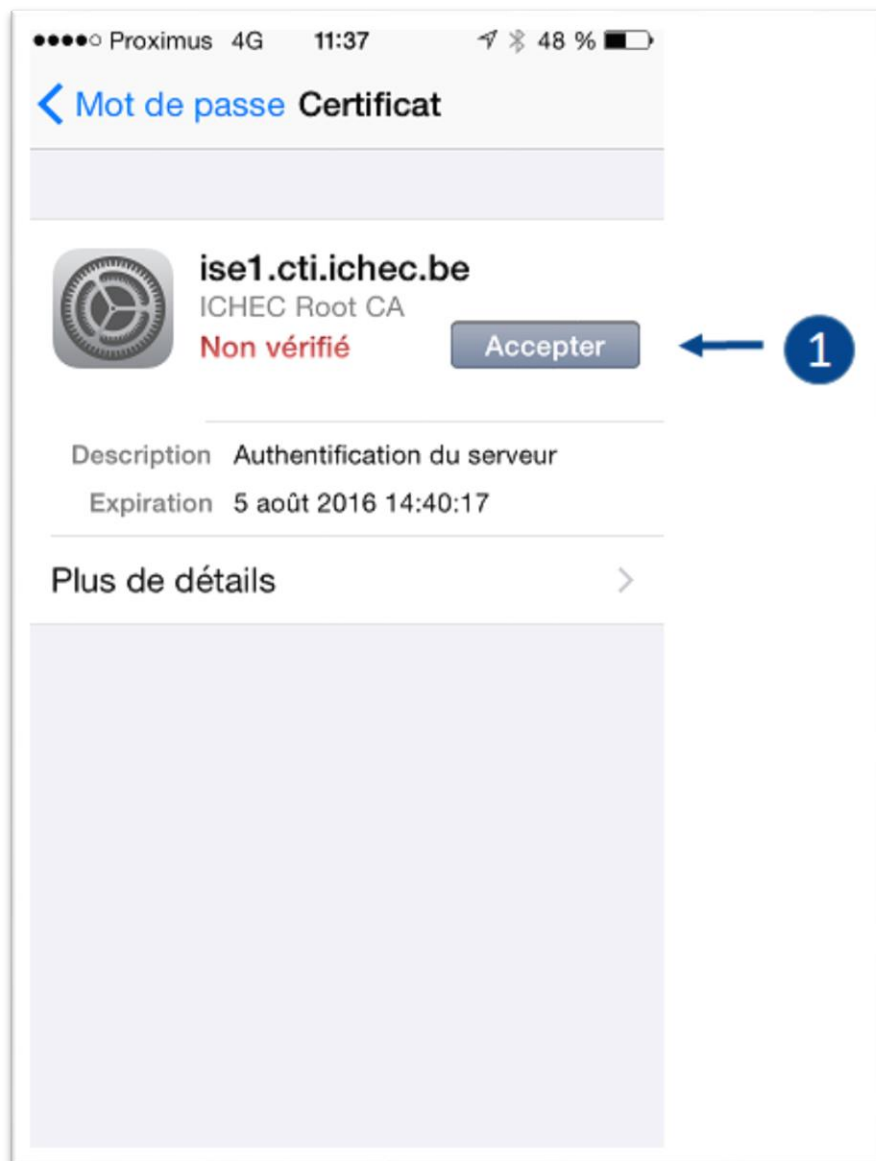 Proximus 4G 11:37 48 %
Mot de passe Certificat
ise1.cti.ichec.be
ICHEC Root CA
Non vérifié Accepter
1
Description Authentification du serveur
Expiration 5 août 2016 14:40:17
Plus de détails